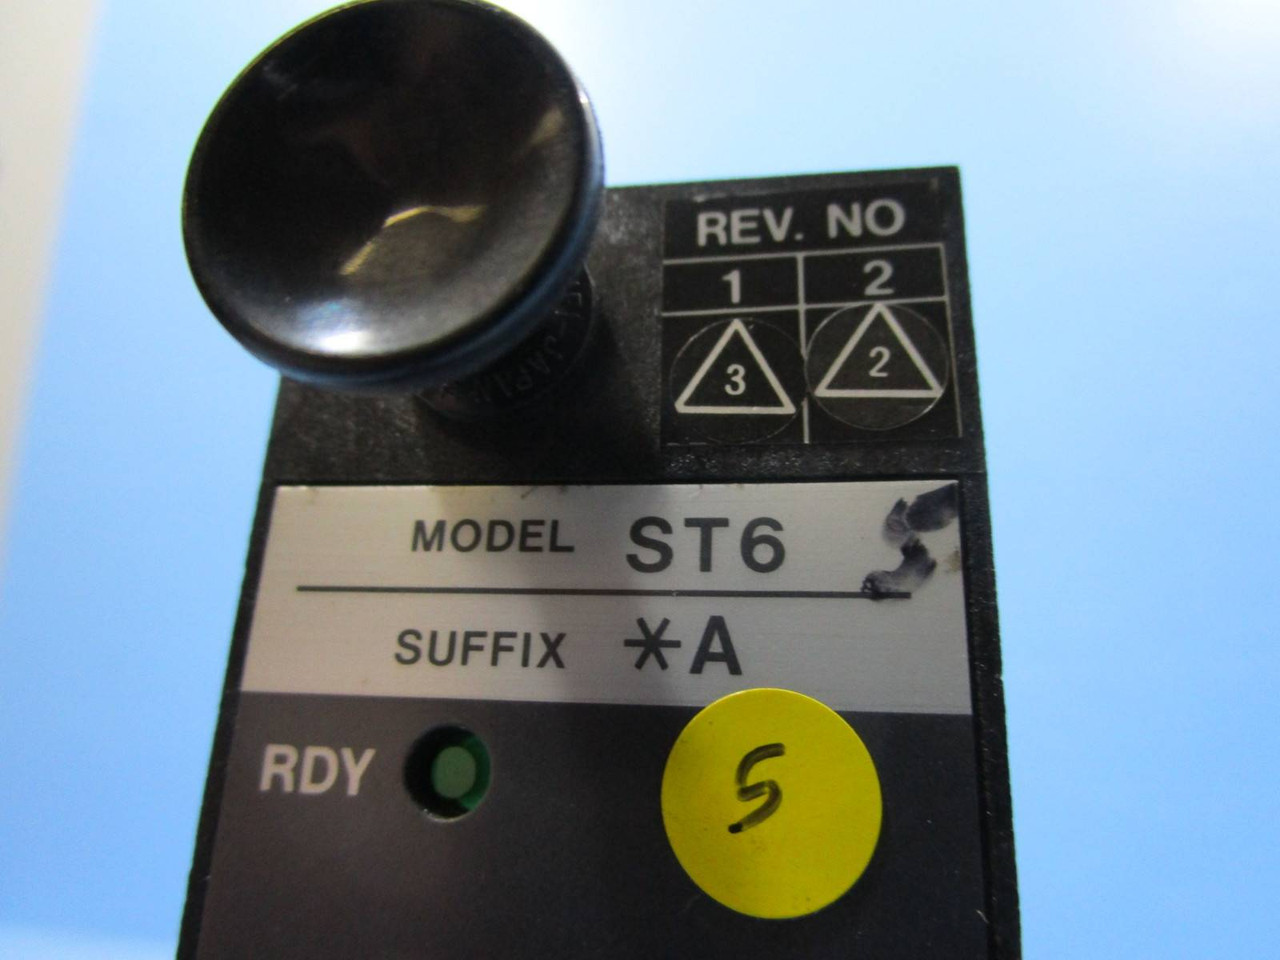 REV. NO
1 2
3 2
MODEL ST6
SUFFIX *A
RDY
5